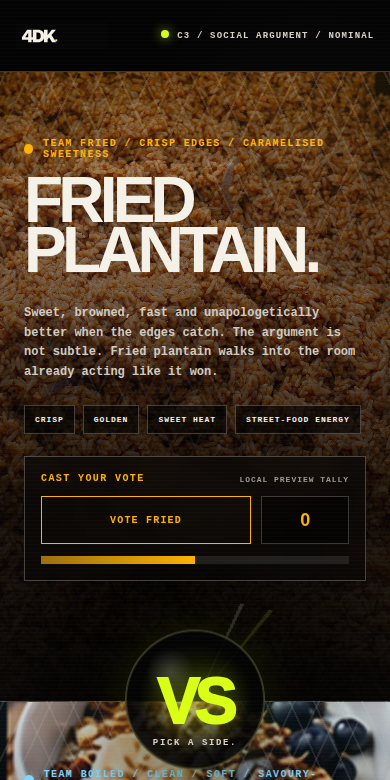 4DK.
C3 / SOCIAL ARGUMENT / NOMINAL
TEAM FRIED / CRISP EDGES / CARAMELISED
SWEETNESS
FRIED
PLANTAIN.
Sweet, browned, fast and unapologetically
better when the edges catch. The argument is
not subtle. Fried plantain walks into the room
already acting like it won.
CRISP
GOLDEN
SWEET HEAT
STREET-FOOD ENERGY
CAST YOUR VOTE
LOCAL PREVIEW TALLY
VOTE FRIED
0
VS
PICK A SIDE.
TEAM BOILED / CLEAN / SOFT / SAVOURY-